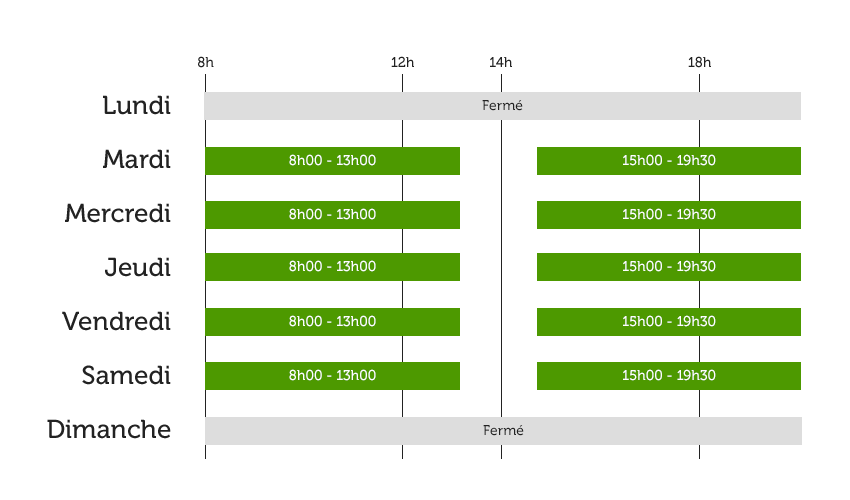 8h 12h 14h 18h
Lundi Fermé
Mardi 8h00 - 13h00 15h00 - 19h30
Mercredi 8h00 - 13h00 15h00 - 19h30
Jeudi 8h00 - 13h00 15h00 - 19h30
Vendredi 8h00 - 13h00 15h00 - 19h30
Samedi 8h00 - 13h00 15h00 - 19h30
Dimanche Fermé